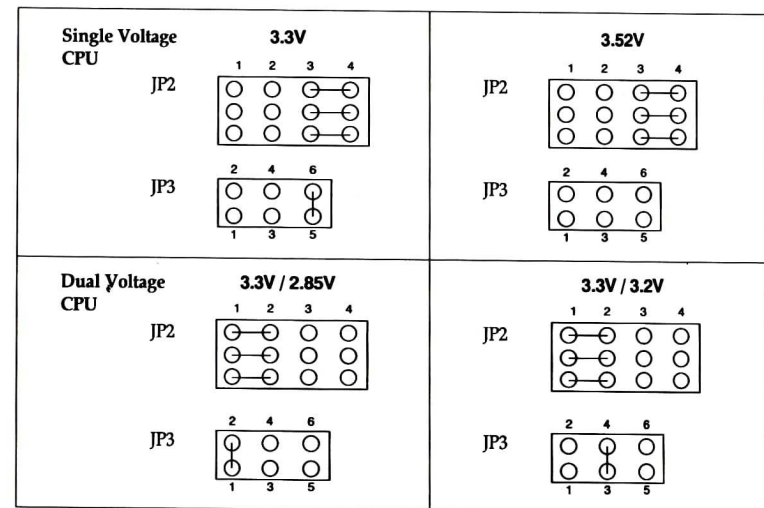 Single Voltage CPU
3.3V
1 2 3 4
JP2
2 4 6
JP3
1 3 5
3.52V
1 2 3 4
JP2
2 4 6
JP3
1 3 5
Dual Voltage CPU
3.3V / 2.85V
1 2 3 4
JP2
2 4 6
JP3
1 3 5
3.3V / 3.2V
1 2 3 4
JP2
2 4 6
JP3
1 3 5